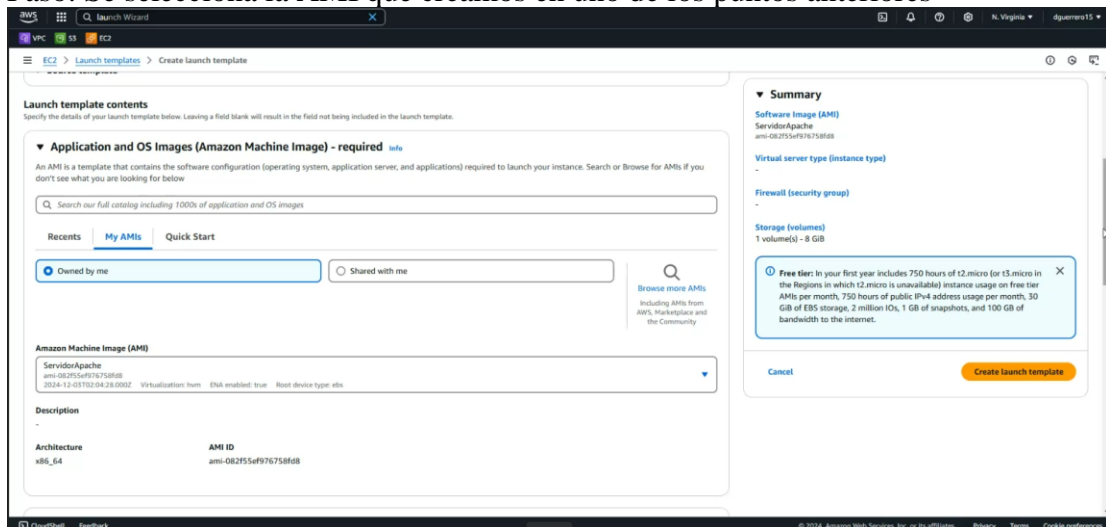 Paso: Se selecciona la AMI que creamos en uno de los puntos anteriores
aws
launch Wizard
N. Virginia
dguerrero15
VPC S3 EC2
EC2 > Launch templates > Create launch template
Source template
Launch template contents
Specify the details of your launch template below. Leaving a field blank will result in the field not being included in the launch template.
▼ Application and OS Images (Amazon Machine Image) - required Info
An AMI is a template that contains the software configuration (operating system, application server, and applications) required to launch your instance. Search or Browse for AMIs if you
don't see what you are looking for below
Search our full catalog including 1000s of application and OS images
Recents My AMIs Quick Start
Owned by me
Shared with me
Browse more AMIs
Including AMIs from
AWS, Marketplace and
the Community
Amazon Machine Image (AMI)
ServidorApache
ami-082f55ef976758fd8
2024-12-03T02:04:28.000Z Virtualization: hvm ENA enabled: true Root device type: ebs
Description
-
Architecture AMI ID
x86_64 ami-082f55ef976758fd8
▼ Summary
Software Image (AMI)
ServidorApache
ami-082f55ef976758fd8
Virtual server type (instance type)
-
Firewall (security group)
-
Storage (volumes)
1 volume(s) - 8 GiB
Free tier: In your first year includes 750 hours of t2.micro (or t3.micro in
the Regions in which t2.micro is unavailable) instance usage on free tier
AMIs per month, 750 hours of public IPv4 address usage per month, 30
GiB of EBS storage, 2 million IOs, 1 GB of snapshots, and 100 GB of
bandwidth to the internet.
Cancel
Create launch template
CloudShell Feedback
© 2024, Amazon Web Services, Inc. or its affiliates. Privacy Terms Cookie preferences